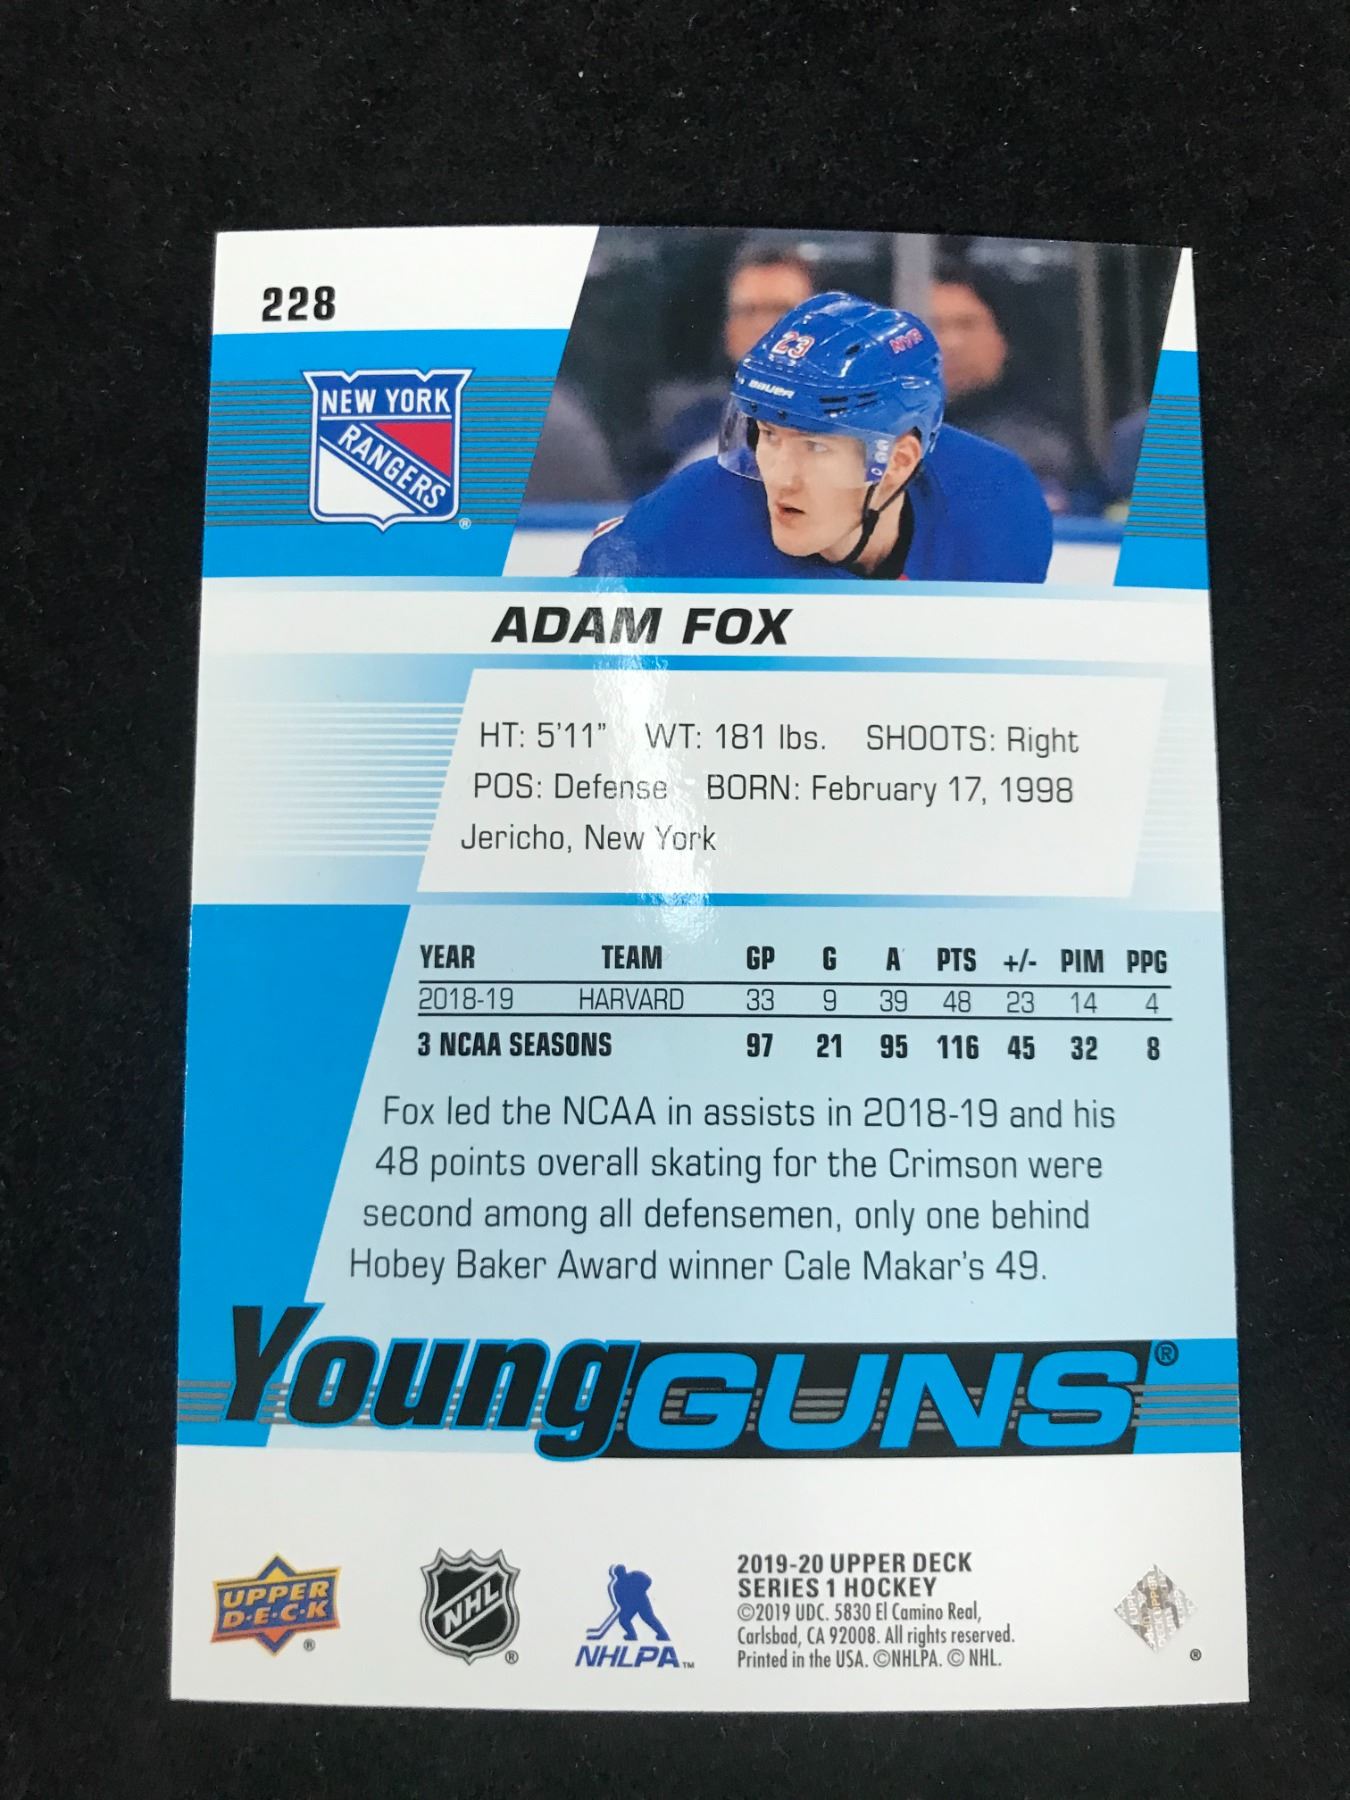 228
NEW YORK
RANGERS
®
23
NYR
BAUER
ADAM FOX
HT: 5'11" WT: 181 lbs. SHOOTS: Right
POS: Defense BORN: February 17, 1998
Jericho, New York
YEAR TEAM GP G A PTS +/- PIM PPG
2018-19 HARVARD 33 9 39 48 23 14 4
3 NCAA SEASONS 97 21 95 116 45 32 8
Fox led the NCAA in assists in 2018-19 and his
48 points overall skating for the Crimson were
second among all defensemen, only one behind
Hobey Baker Award winner Cale Makar's 49.
Young GUNS®
UPPER
D·E·C·K
®
NHL
®
NHLPA™
2019-20 UPPER DECK
SERIES 1 HOCKEY
©2019 UDC. 5830 El Camino Real,
Carlsbad, CA 92008. All rights reserved.
Printed in the USA. ©NHLPA. © NHL.
®